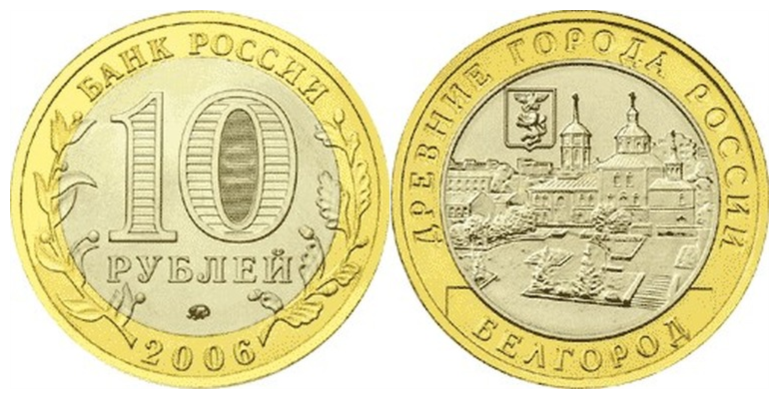 БАНК РОССИИ
10
РУБЛЕЙ
2006
ДРЕВНИЕ ГОРОДА РОССИИ
БЕЛГОРОД